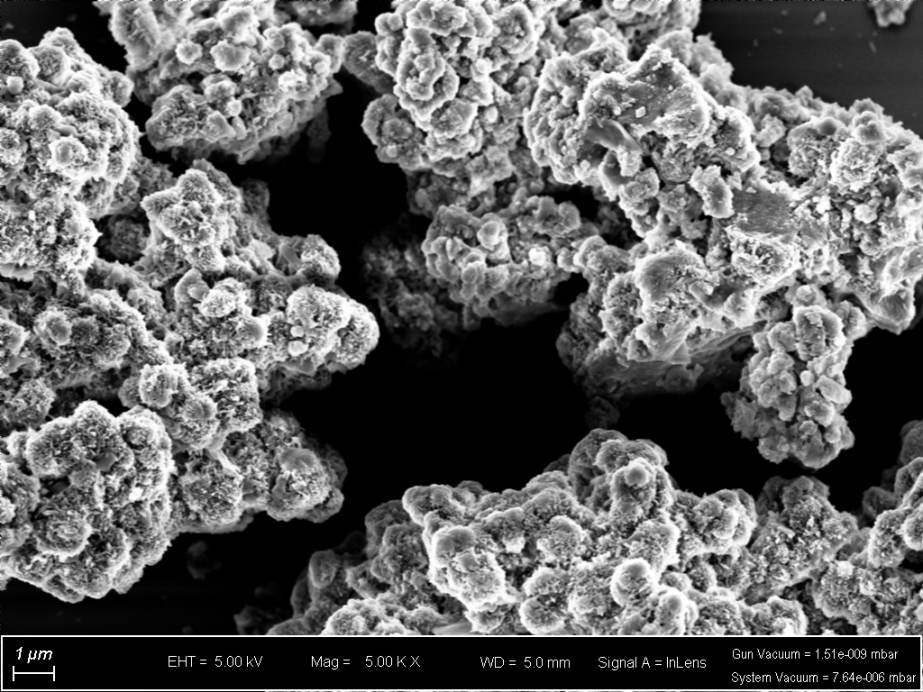 1 µm
EHT = 5.00 kV
Mag = 5.00 K X
WD = 5.0 mm
Signal A = InLens
Gun Vacuum = 1.51e-009 mbar
System Vacuum = 7.64e-006 mbar